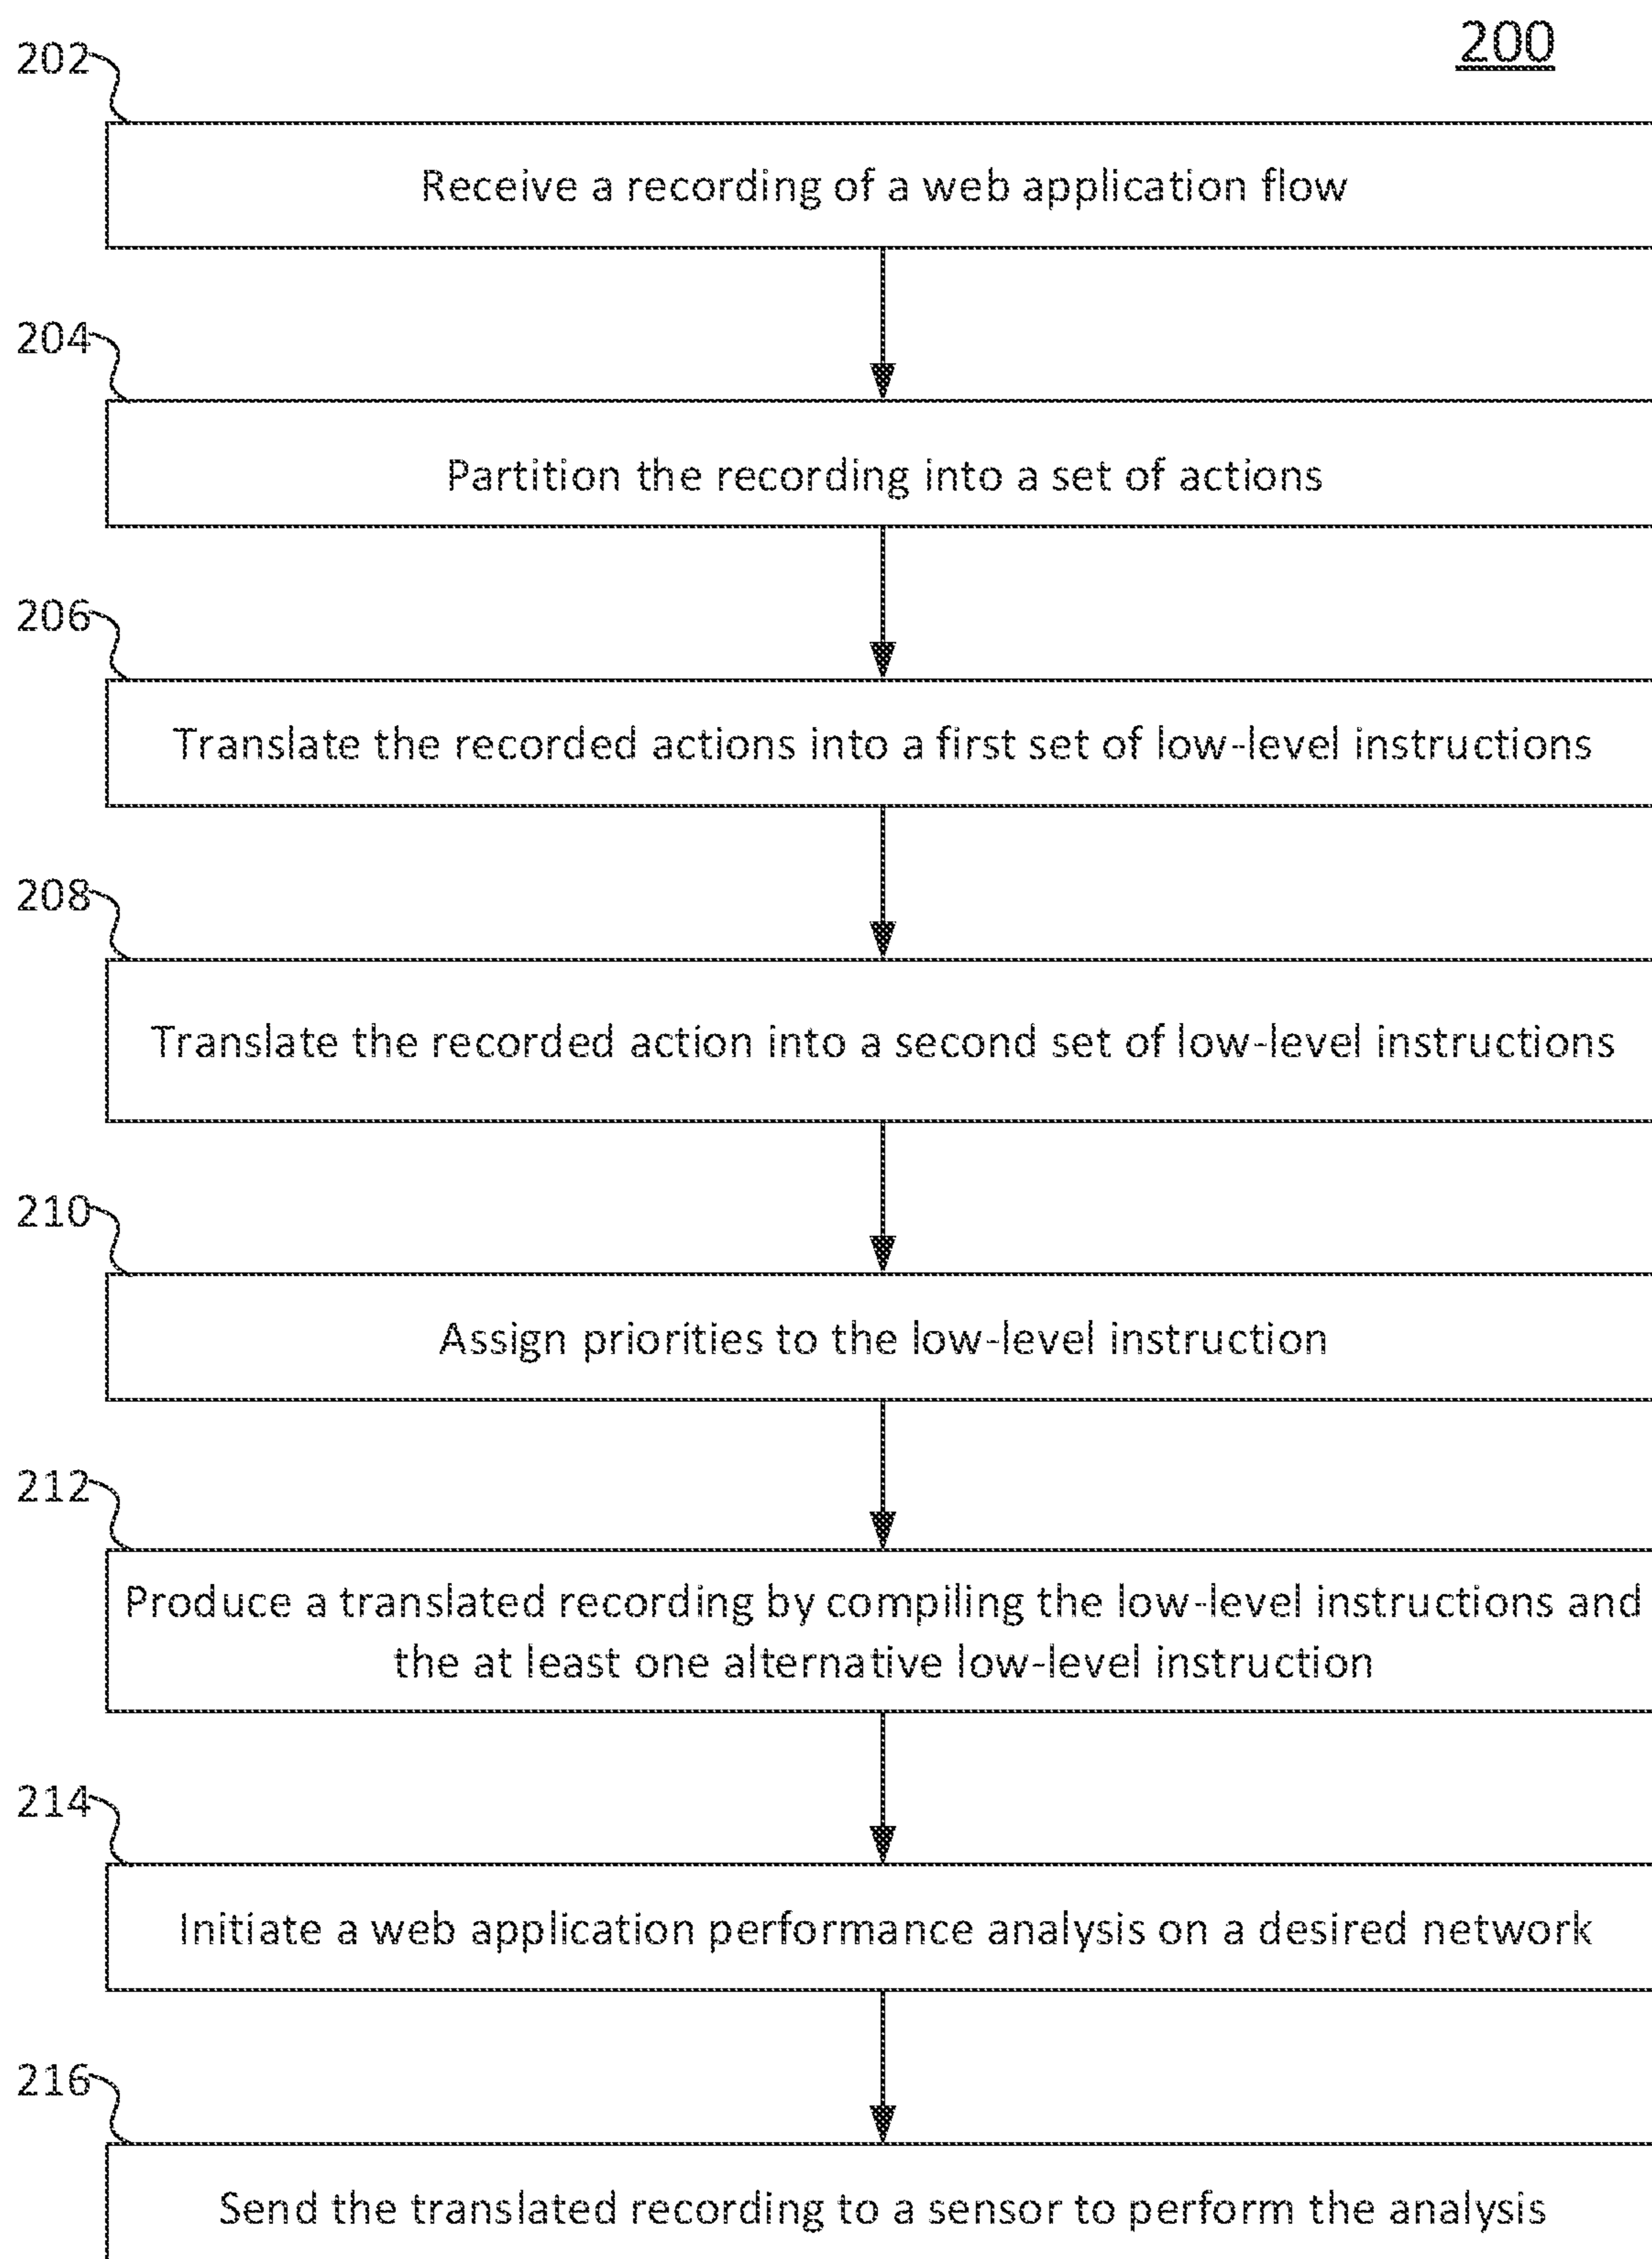 200
202
Receive a recording of a web application flow
204
Partition the recording into a set of actions
206
Translate the recorded actions into a first set of low-level instructions
208
Translate the recorded action into a second set of low-level instructions
210
Assign priorities to the low-level instruction
212
Produce a translated recording by compiling the low-level instructions and
the at least one alternative low-level instruction
214
Initiate a web application performance analysis on a desired network
216
Send the translated recording to a sensor to perform the analysis